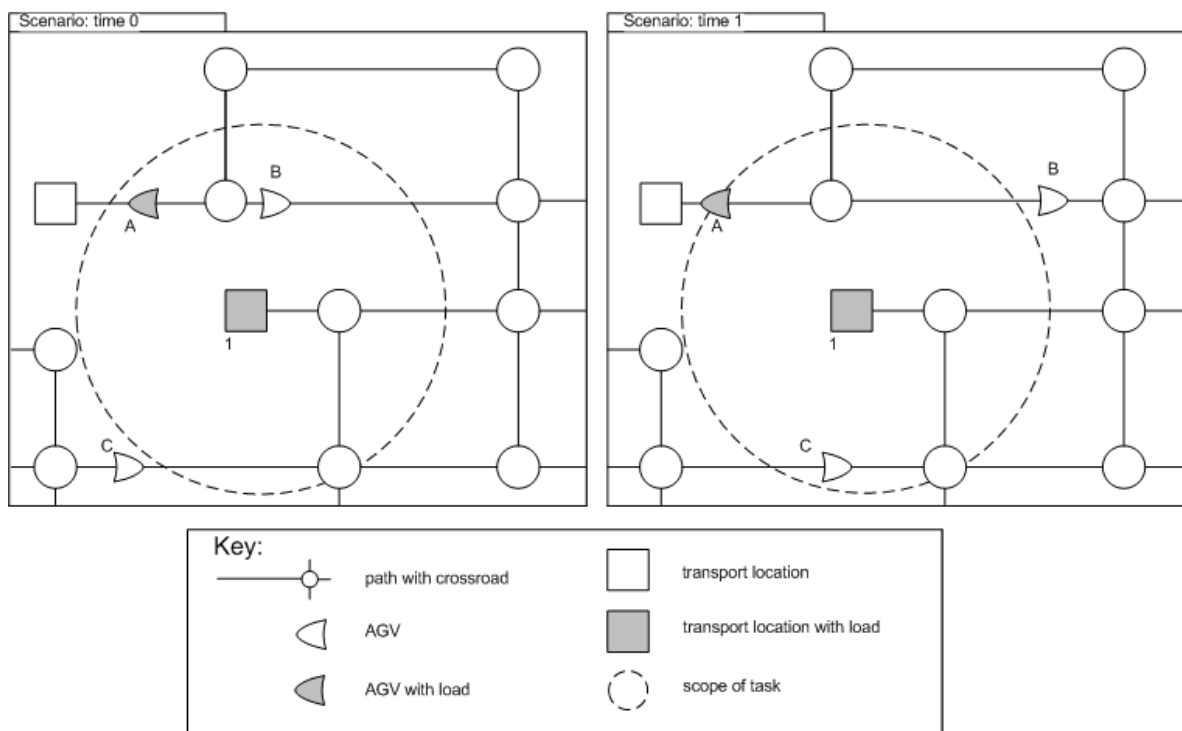 Scenario: time 0
Scenario: time 1
B
A
B
A
1
1
C
C
Key:
path with crossroad
transport location
AGV
transport location with load
AGV with load
scope of task